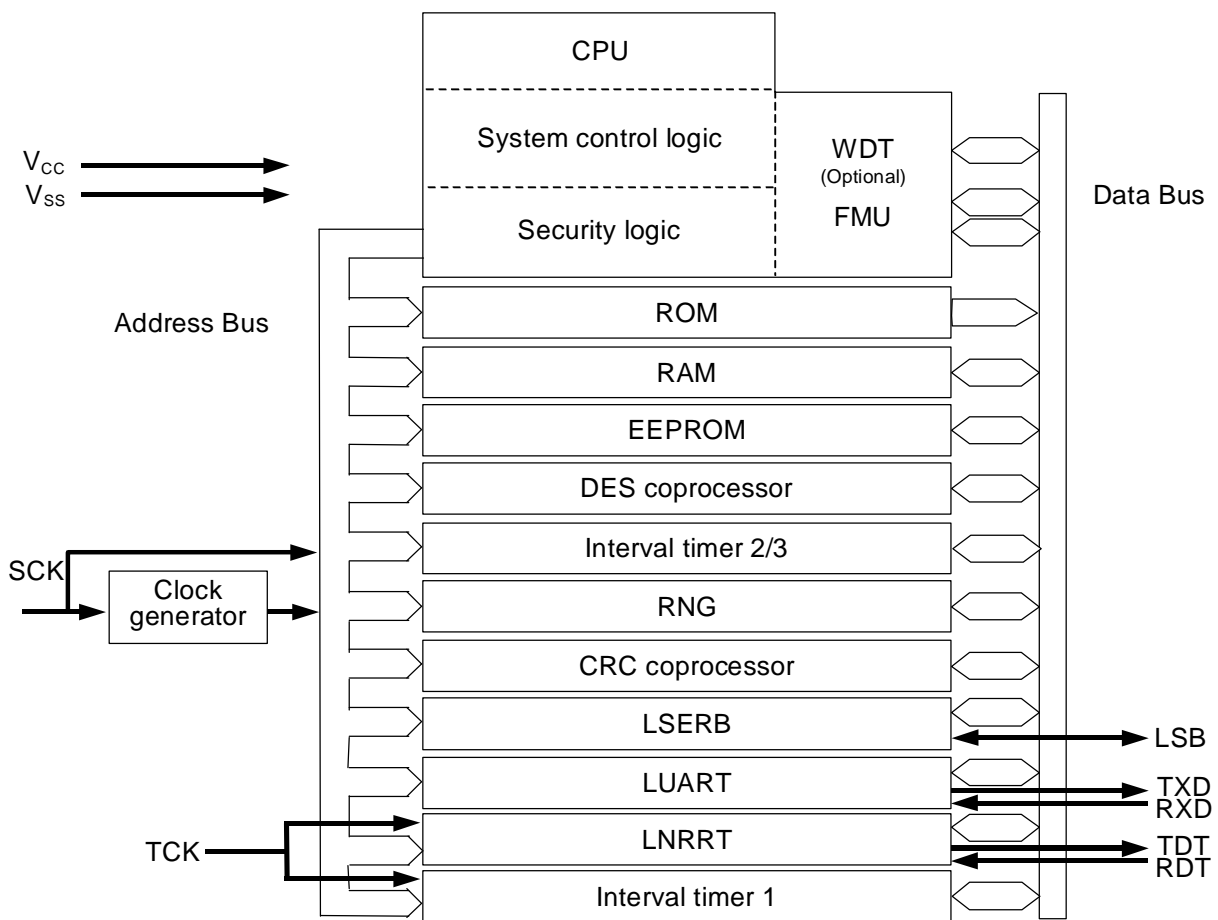 CPU
System control logic
Security logic
WDT
(Optional)
FMU
VCC
VSS
Data Bus
Address Bus
ROM
RAM
EEPROM
DES coprocessor
Interval timer 2/3
SCK
Clock
generator
RNG
CRC coprocessor
LSERB
LSB
LUART
TXD
RXD
TCK
LNRRT
TDT
RDT
Interval timer 1